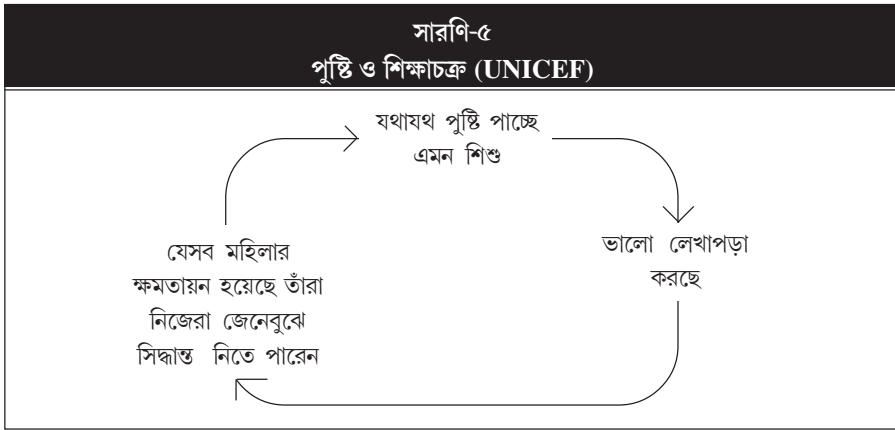 সারণি-৫
পুষ্টি ও শিক্ষাচক্র (UNICEF)
যথাযথ পুষ্টি পাচ্ছে
এমন শিশু
ভালো লেখাপড়া
করছে
যেসব মহিলার
ক্ষমতায়ন হয়েছে তাঁরা
নিজেরা জেনেবুঝে
সিদ্ধান্ত নিতে পারেন